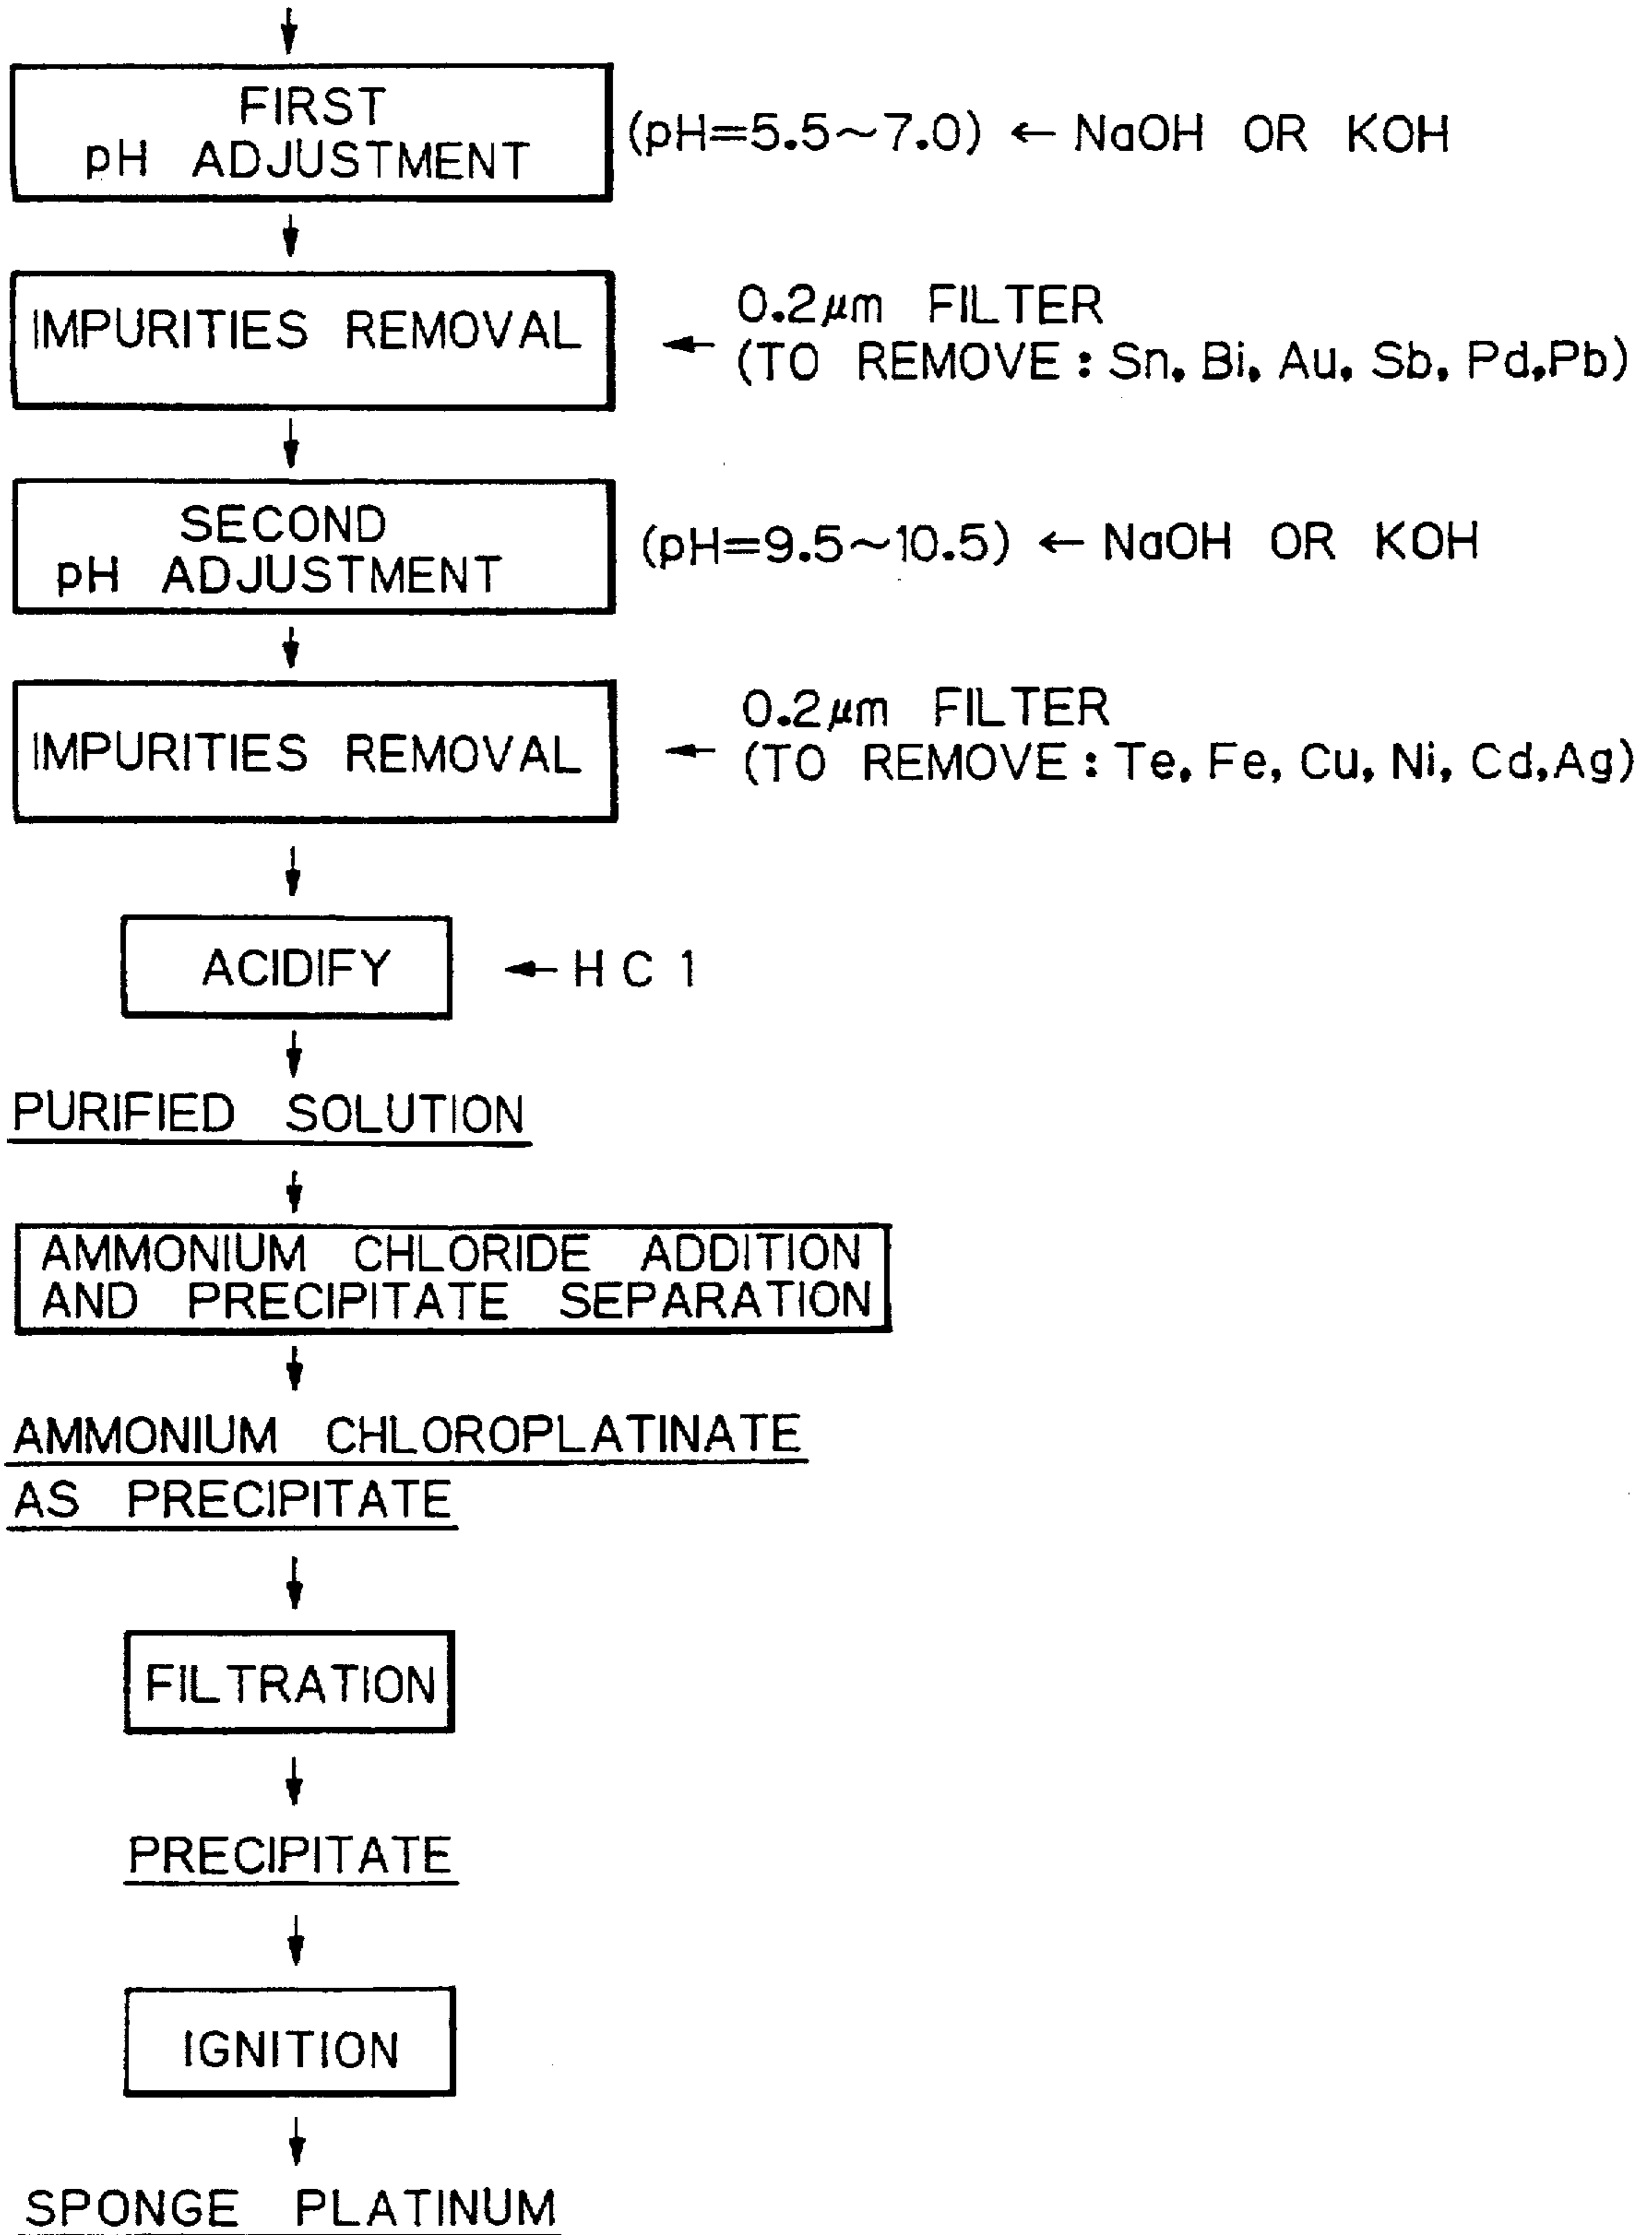 FIRST
pH ADJUSTMENT
(pH=5.5~7.0) ← NaOH OR KOH
IMPURITIES REMOVAL
0.2μm FILTER
(TO REMOVE: Sn, Bi, Au, Sb, Pd, Pb)
SECOND
pH ADJUSTMENT
(pH=9.5~10.5) ← NaOH OR KOH
IMPURITIES REMOVAL
0.2μm FILTER
(TO REMOVE: Te, Fe, Cu, Ni, Cd, Ag)
ACIDIFY
← H C 1
PURIFIED SOLUTION
AMMONIUM CHLORIDE ADDITION
AND PRECIPITATE SEPARATION
AMMONIUM CHLOROPLATINATE
AS PRECIPITATE
FILTRATION
PRECIPITATE
IGNITION
SPONGE PLATINUM